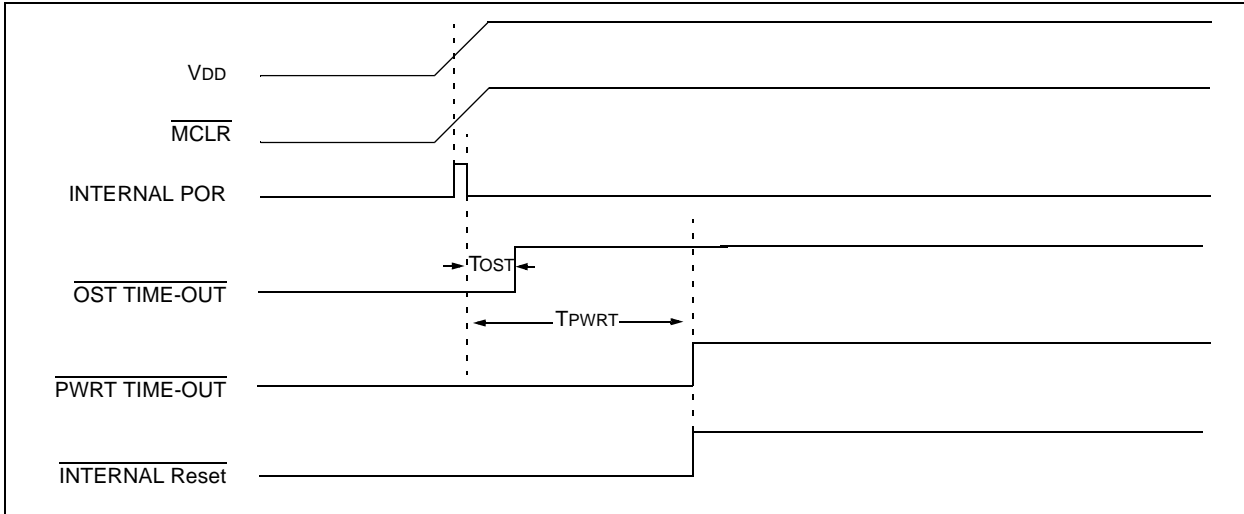 VDD
MCLR
INTERNAL POR
TOST
OST TIME-OUT
TPWRT
PWRT TIME-OUT
INTERNAL Reset